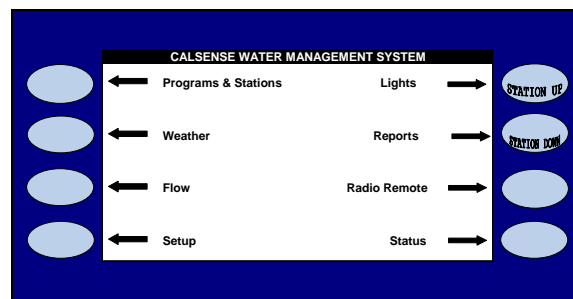 CALSENSE WATER MANAGEMENT SYSTEM
Programs & Stations Lights STATION UP
Weather Reports STATION DOWN
Flow Radio Remote
Setup Status